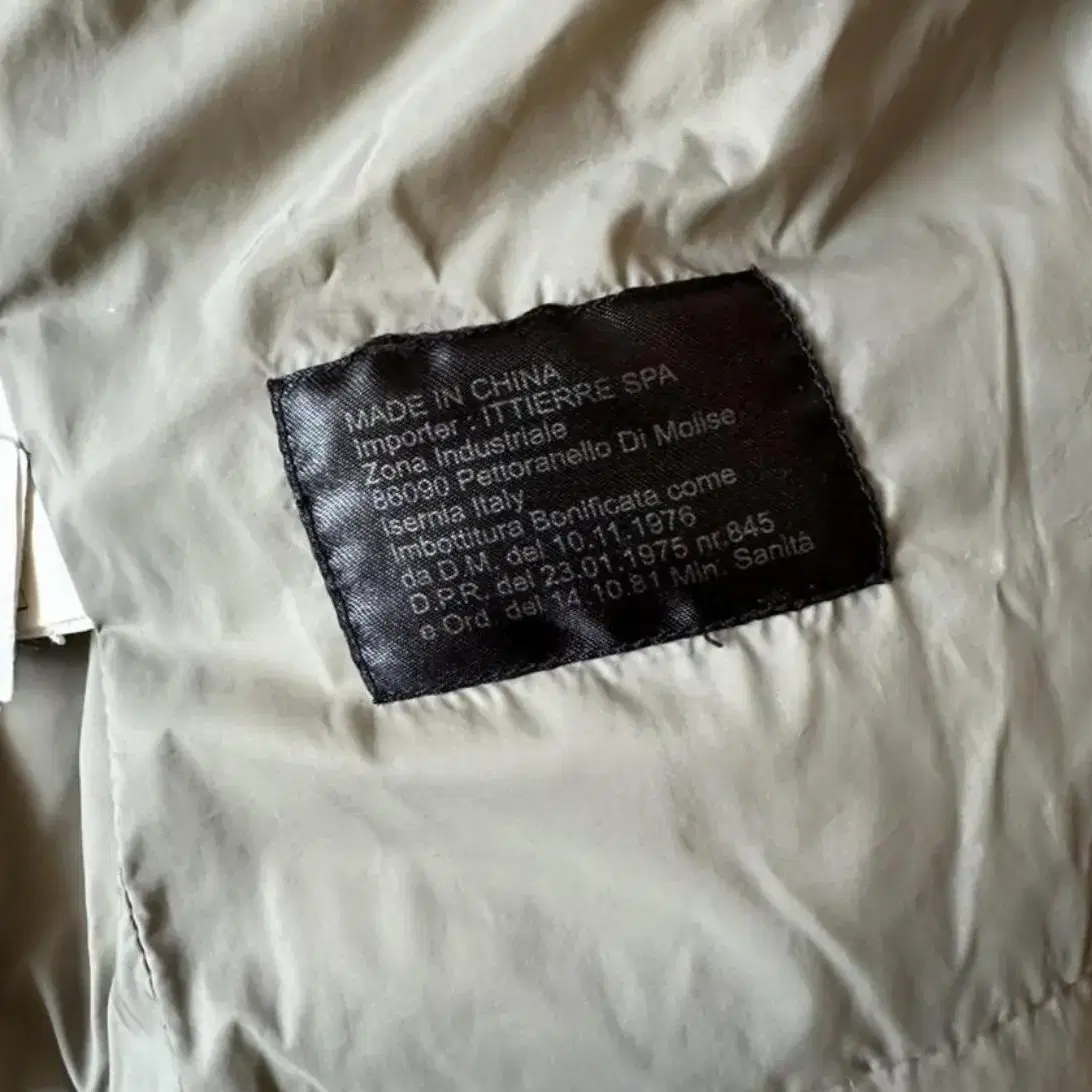 MADE IN CHINA
Importer : ITTIERRE SPA
Zona Industriale
86090 Pettoranello Di Molise
Isernia Italy
Imbottitura Bonificata come
da D.M. del 10.11.1976
D.P.R. del 23.01.1975 nr.845
e Ord. del 14.10.81 Min. Sanità